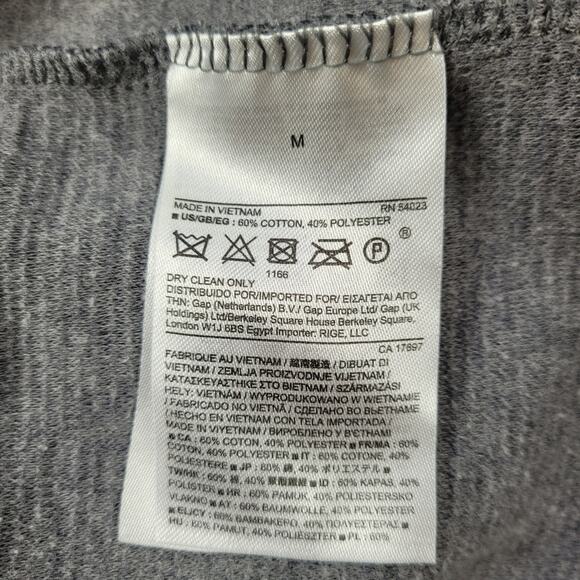 M
MADE IN VIETNAM RN 54023
■ US/GB/EG : 60% COTTON, 40% POLYESTER
P ®
1166
DRY CLEAN ONLY
DISTRIBUIDO POR/IMPORTED FOR/ ΕΙΣΑΓΕΤΑΙ ΑΠΟ
ΤΗΝ: Gap (Netherlands) B.V./ Gap Europe Ltd/ Gap (UK
Holdings) Ltd/Berkeley Square House Berkeley Square,
London W1J 6BS Egypt Importer: RIGE, LLC
CA 17897
FABRIQUÉ AU VIETNAM / 越南製造 / DIBUAT DI
VIETNAM / ZEMLJA PROIZVODNJE VIJETNAM /
ΚΑΤΑΣΚΕΥΑΣΤΗΚΕ ΣΤΟ ΒΙΕΤΝΑΜ / SZÁRMAZÁSI
HELY: VIETNÁM / WYPRODUKOWANO W WIETNAMIE
/ FABRICADO NO VIETNÃ / СДЕЛАНО ВО ВЬЕТНАМЕ
/ HECHO EN VIETNAM CON TELA IMPORTADA /
MADE IN VIYETNAM / ВИРОБЛЕНО У В'ЄТНАМІ
■ CA : 60% COTON, 40% POLYESTER ■ FR/MA : 60%
COTON, 40% POLYESTER ■ IT : 60% COTONE, 40%
POLIESTERE ■ JP : 60% 綿, 40% ポリエステル ■
TW/HK : 60% 棉, 40% 聚酯纖維 ■ ID : 60% KAPAS, 40%
POLISTER ■ HR : 60% PAMUK, 40% POLIESTERSKO
VLAKNO ■ AT : 60% BAUMWOLLE, 40% POLYESTER
■ EL/CY : 60% ΒΑΜΒΑΚΕΡΟ, 40% ΠΟΛΥΕΣΤΕΡΑΣ ■
HU : 60% PAMUT, 40% POLIÉSZTER ■ PL : 60%